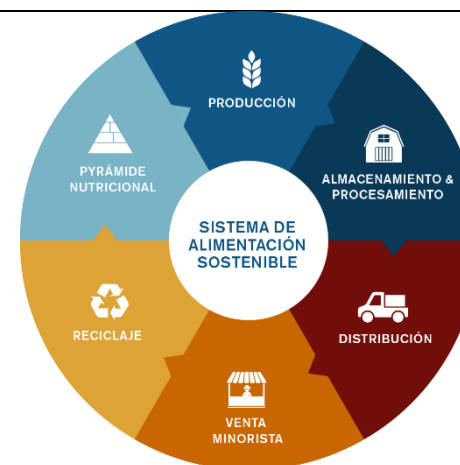 PRODUCCIÓN
ALMACENAMIENTO &
PROCESAMIENTO
DISTRIBUCIÓN
VENTA
MINORISTA
RECICLAJE
PYRÁMIDE
NUTRICIONAL
SISTEMA DE
ALIMENTACIÓN
SOSTENIBLE